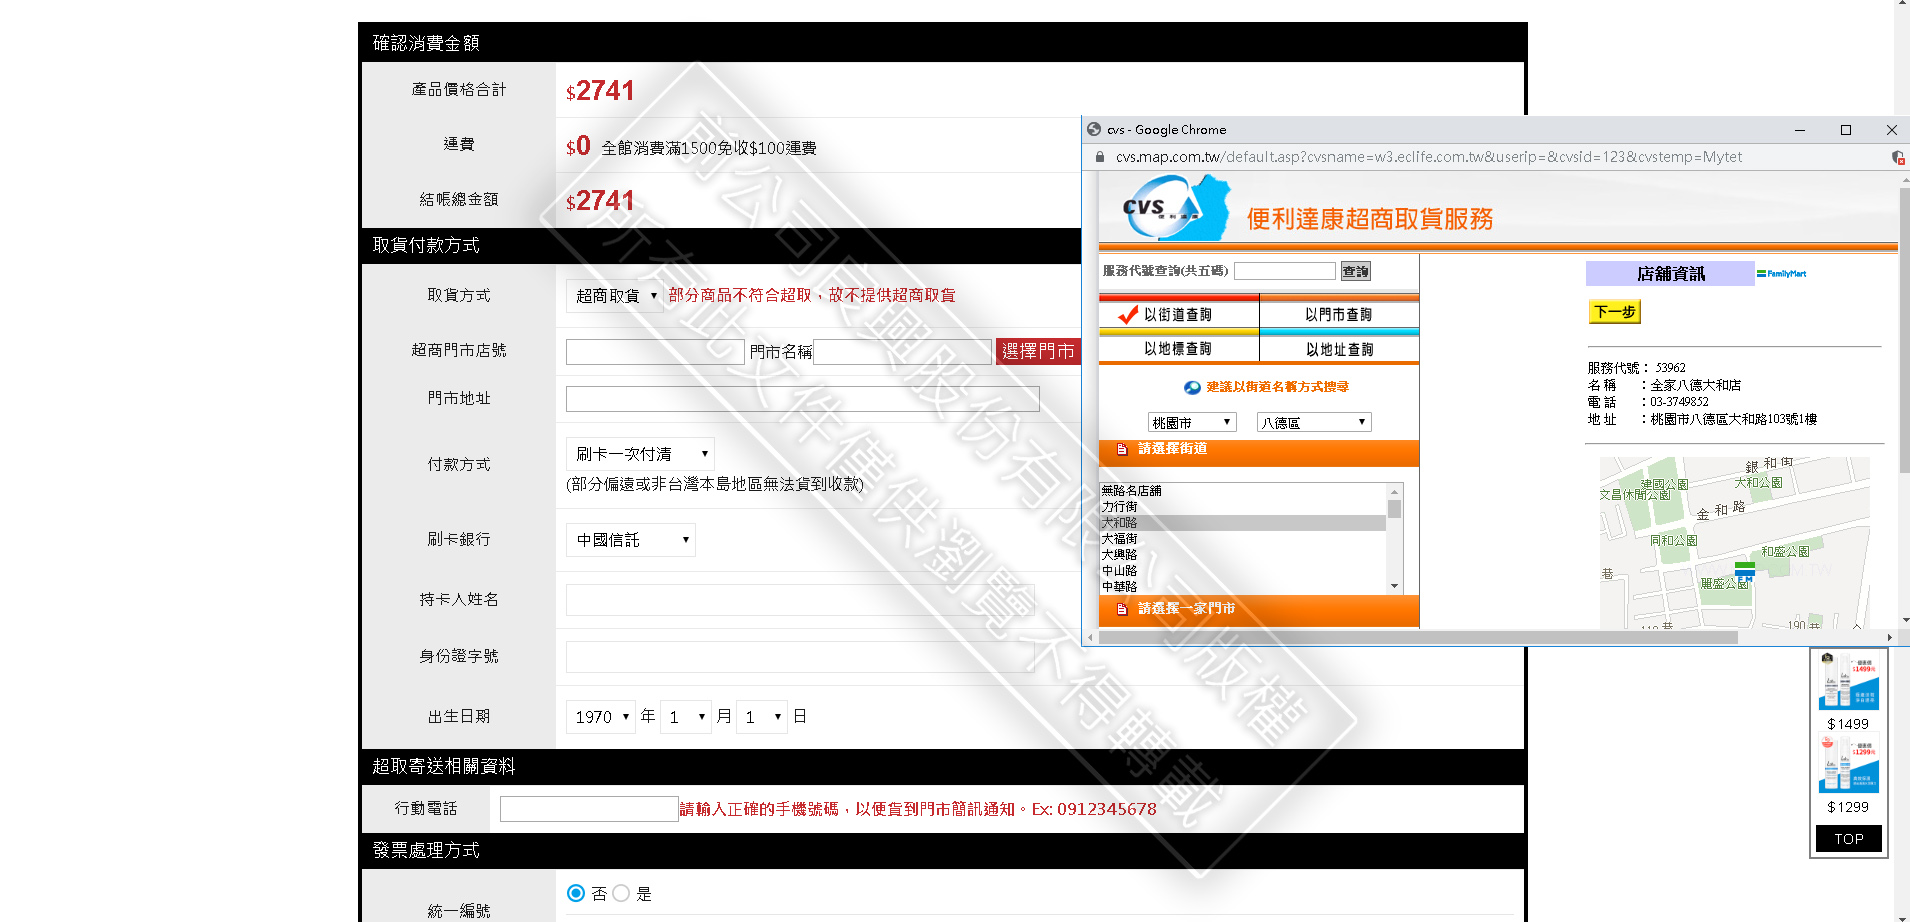 確認消費金額
產品價格合計
$2741
運費
$0 全館消費滿1500免收$100運費
結帳總金額
$2741
取貨付款方式
取貨方式
超商取貨
部分商品不符合超取，故不提供超商取貨
超商門市店號
門市名稱
選擇門市
門市地址
付款方式
刷卡一次付清
(部分偏遠或非台灣本島地區無法貨到收款)
刷卡銀行
中國信託
持卡人姓名
身份證字號
出生日期
1970 年 1 月 1 日
超取寄送相關資料
行動電話
請輸入正確的手機號碼，以便貨到門市簡訊通知。Ex: 0912345678
發票處理方式
統一編號
否 是
cvs - Google Chrome
cvs.map.com.tw/default.asp?cvsname=w3.eclife.com.tw&userip=&cvsid=123&cvstemp=Mytet
CVS
便利達康
便利達康超商取貨服務
服務代號查詢(共五碼)
查詢
以街道查詢
以門市查詢
以地標查詢
以地址查詢
建議以街道名稱方式搜尋
桃園市
八德區
請選擇街道
無路名店舖
力行街
大和路
大福街
大興路
中山路
中華路
請選擇一家門市
店舖資訊
FamilyMart
下一步
服務代號：53962
名稱：全家八德大和店
電話：03-3749852
地址：桃園市八德區大和路103號1樓
銀和街
建國公園
大和公園
文昌休閒公園
金和路
同和公園
和盛公園
巷
麗盛公園
FM
190巷
$1499
$1299
TOP
前公司良興股份有限公司版權
所有此文件僅供瀏覽不得轉載